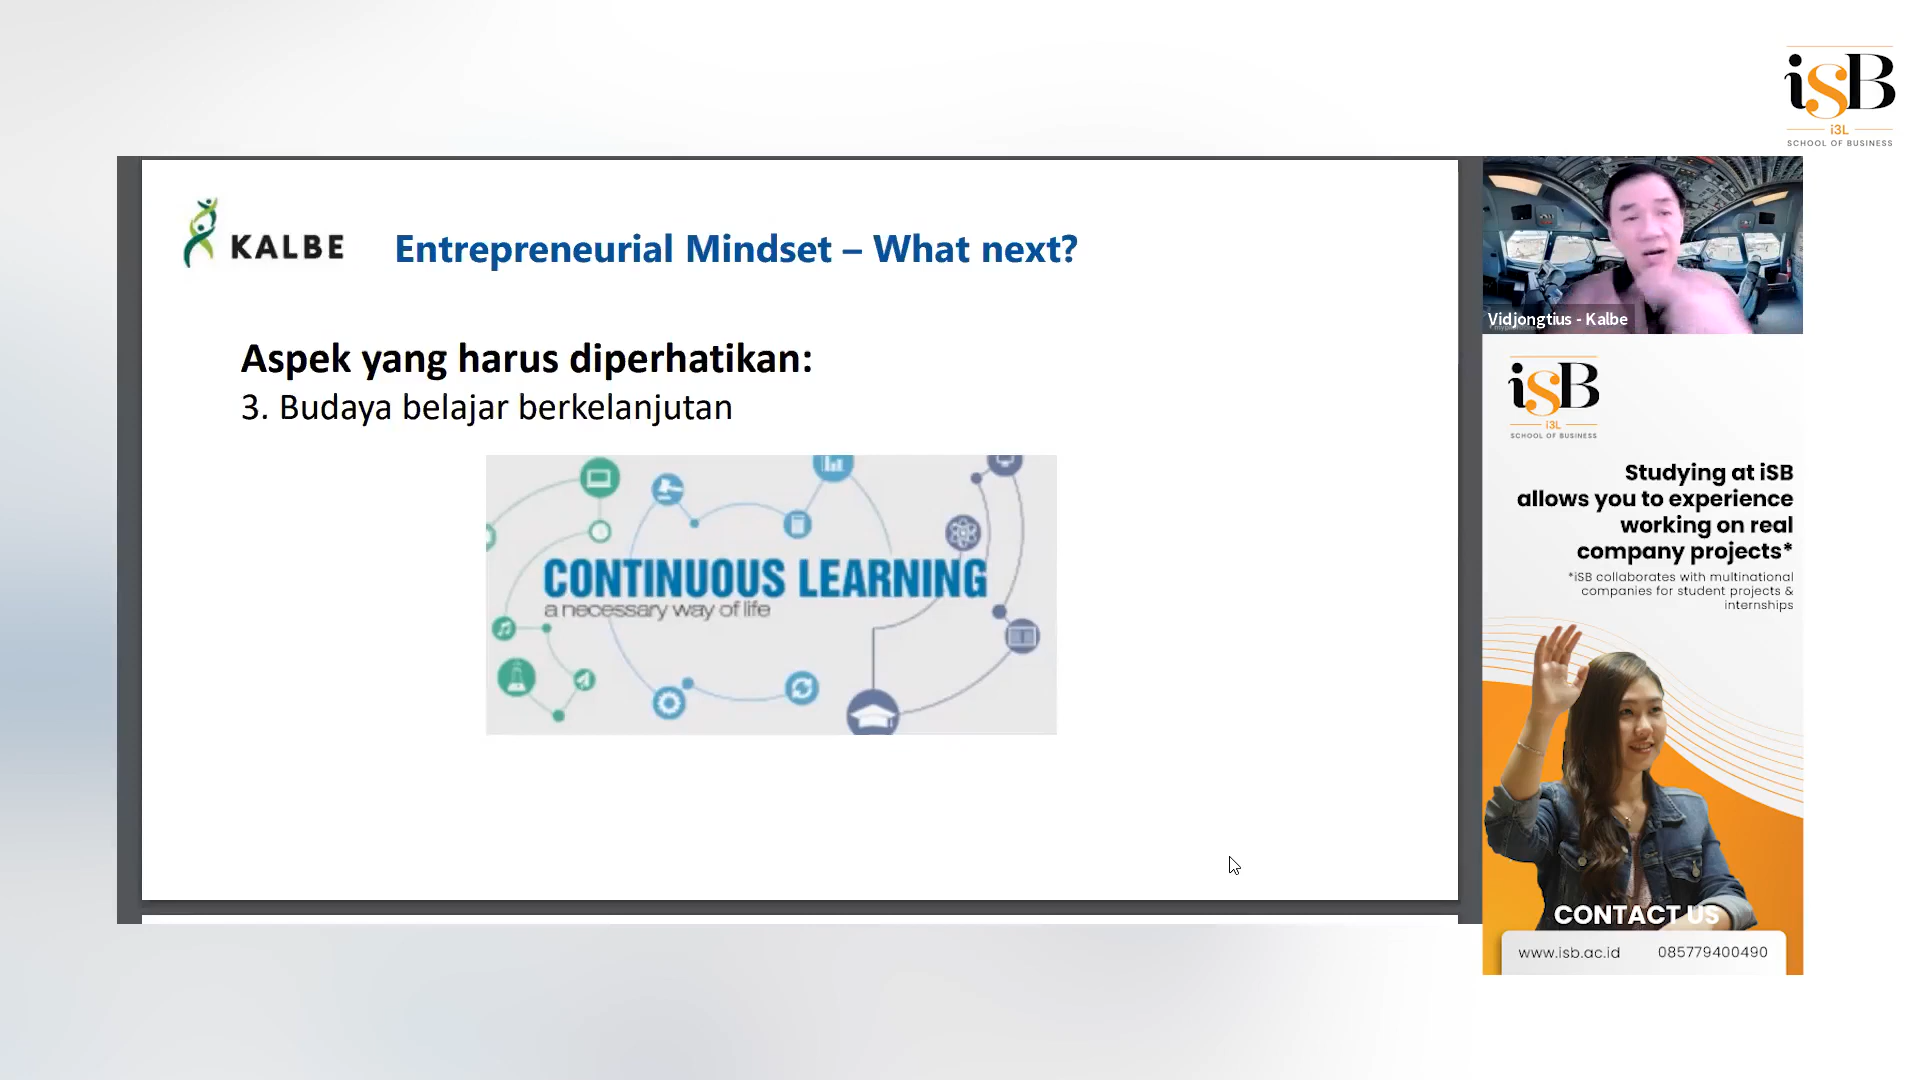 iSB
i3L
SCHOOL OF BUSINESS
KALBE
Entrepreneurial Mindset – What next?
Aspek yang harus diperhatikan:
3. Budaya belajar berkelanjutan
CONTINUOUS LEARNING
a necessary way of life
Vidjongtius - Kalbe
iSB
i3L
SCHOOL OF BUSINESS
Studying at iSB
allows you to experience
working on real
company projects*
*iSB collaborates with multinational
companies for student projects &
internships
CONTACT US
www.isb.ac.id 085779400490